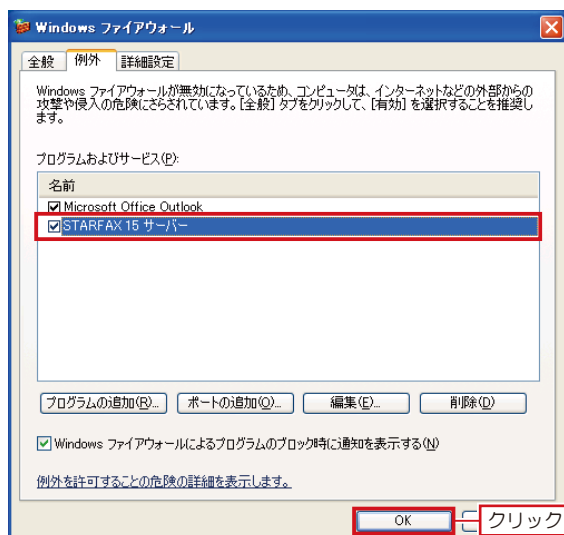 Windows ファイアウォール
全般
例外
詳細設定
Windows ファイアウォールが無効になっているため、コンピュータは、インターネットなどの外部からの
攻撃や侵入の危険にさらされています。[全般] タブをクリックして、[有効] を選択することを推奨し
ます。
プログラムおよびサービス(P):
名前
Microsoft Office Outlook
STARFAX 15 サーバー
プログラムの追加(R)...
ポートの追加(O)...
編集(E)...
削除(D)
Windows ファイアウォールによるプログラムのブロック時に通知を表示する(N)
例外を許可することの危険の詳細を表示します。
OK
クリック